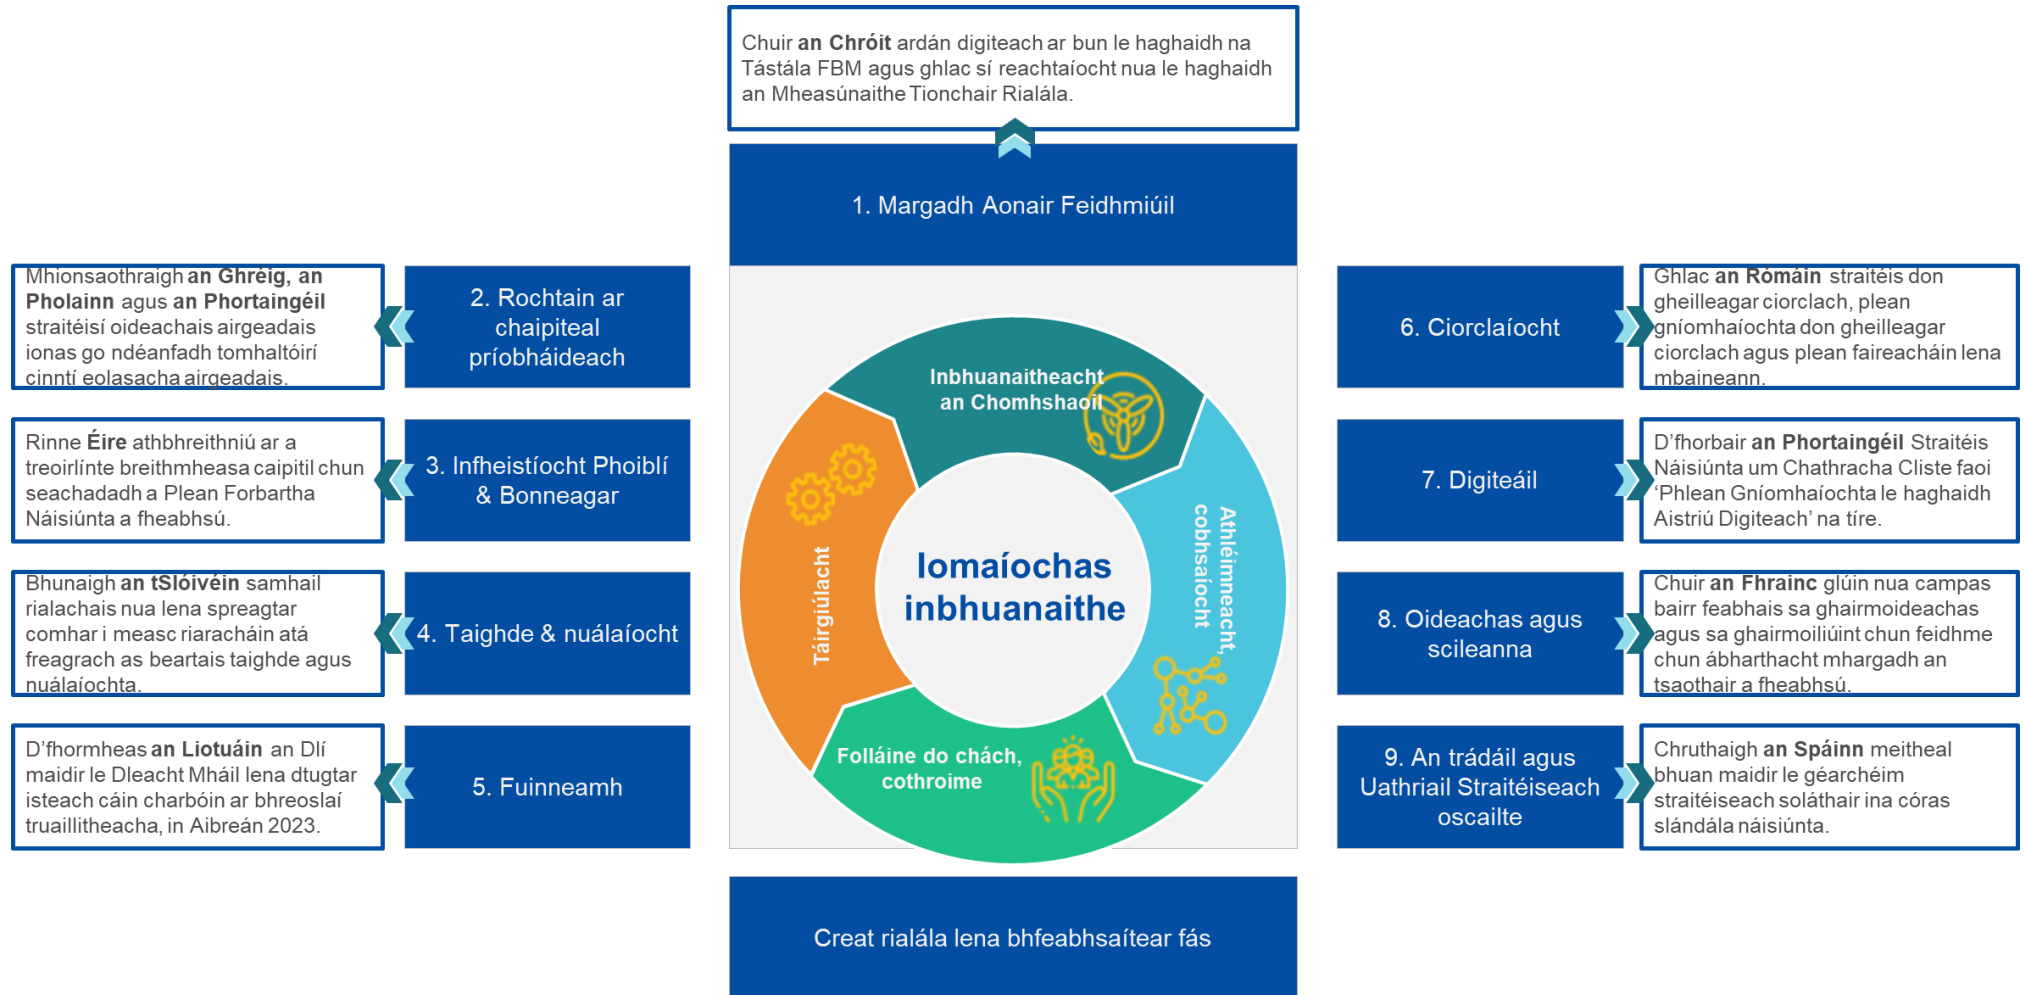 Chuir an Chróit ardán digiteach ar bun le haghaidh na
Tástála FBM agus ghlac sí reachtaíocht nua le haghaidh
an Mheasúnaithe Tionchair Rialála.
1. Margadh Aonair Feidhmiúil
Mhionsaothraigh an Ghréig, an
Pholainn agus an Phortaingéil
straitéisí oideachais airgeadais
ionas go ndéanfadh tomhaltóirí
cinntí eolasacha airgeadais.
2. Rochtain ar
chaipiteal
príobháideach
Rinne Éire athbhreithniú ar a
treoirlínte breithmheasa caipitil chun
seachadadh a Plean Forbartha
Náisiúnta a fheabhsú.
3. Infheistíocht Phoiblí
& Bonneagar
Bhunaigh an tSlóivéin samhail
rialachais nua lena spreagtar
comhar i measc riaracháin atá
freagrach as beartais taighde agus
nuálaíochta.
4. Taighde & nuálaíocht
D'fhormheas an Liotuáin an Dlí
maidir le Dleacht Mháil lena dtugtar
isteach cáin charbóin ar bhreoslaí
truaillitheacha, in Aibreán 2023.
5. Fuinneamh
Inbhuanaitheacht
an Chomhshaoil
Athléimneacht,
cobhsaíocht
Folláine do chách,
cothroime
Táirgiúlacht
Iomaíochas
inbhuanaithe
6. Ciorclaíocht
Ghlac an Rómáin straitéis don
gheilleagar ciorclach, plean
gníomhaíochta don gheilleagar
ciorclach agus plean faireacháin lena
mbaineann.
7. Digiteáil
D'fhorbair an Phortaingéil Straitéis
Náisiúnta um Chathracha Cliste faoi
‘Phlean Gníomhaíochta le haghaidh
Aistriú Digiteach’ na tíre.
8. Oideachas agus
scileanna
Chuir an Fhrainc glúin nua campas
bairr feabhais sa ghairmoideachas
agus sa ghairmoiliúint chun feidhme
chun ábharthacht mhargadh an
tsaothair a fheabhsú.
9. An trádáil agus
Uathriail Straitéiseach
oscailte
Chruthaigh an Spáinn meitheal
bhuan maidir le géarchéim
straitéiseach soláthair ina córas
slándála náisiúnta.
Creat rialála lena bhfeabhsaítear fás